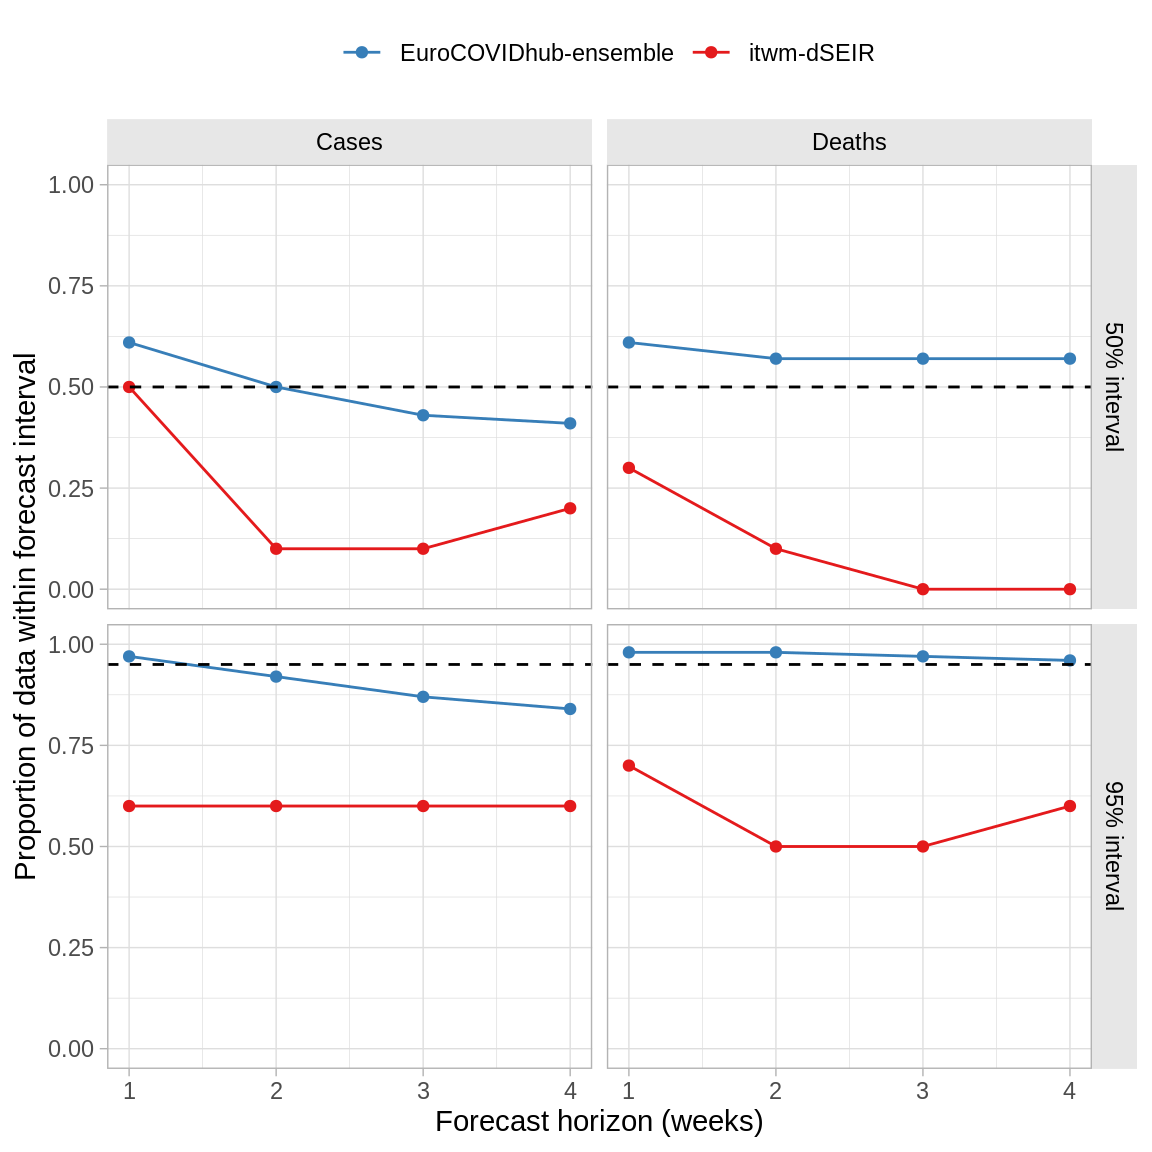 EuroCOVIDhub-ensemble itwm-dSEIR
Cases Deaths
1.00
0.75
0.50
0.25
0.00
50% interval
1.00
0.75
0.50
0.25
0.00
95% interval
Proportion of data within forecast interval
1 2 3 4 1 2 3 4
Forecast horizon (weeks)